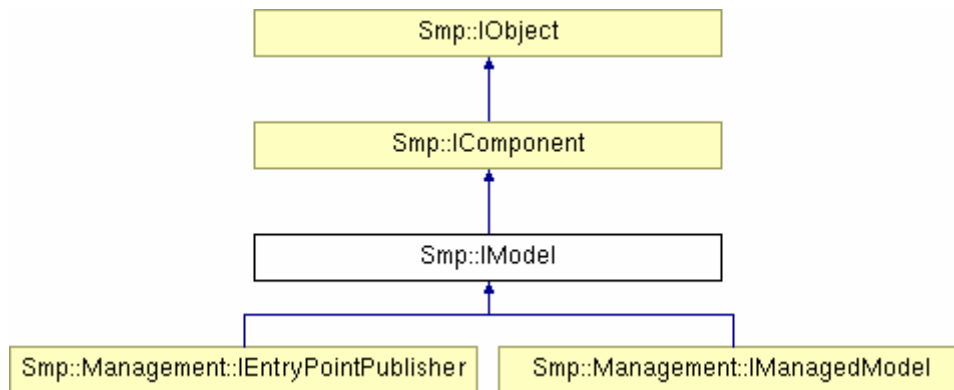 Smp::IObject
Smp::IComponent
Smp::IModel
Smp::Management::IEntryPointPublisher
Smp::Management::IManagedModel